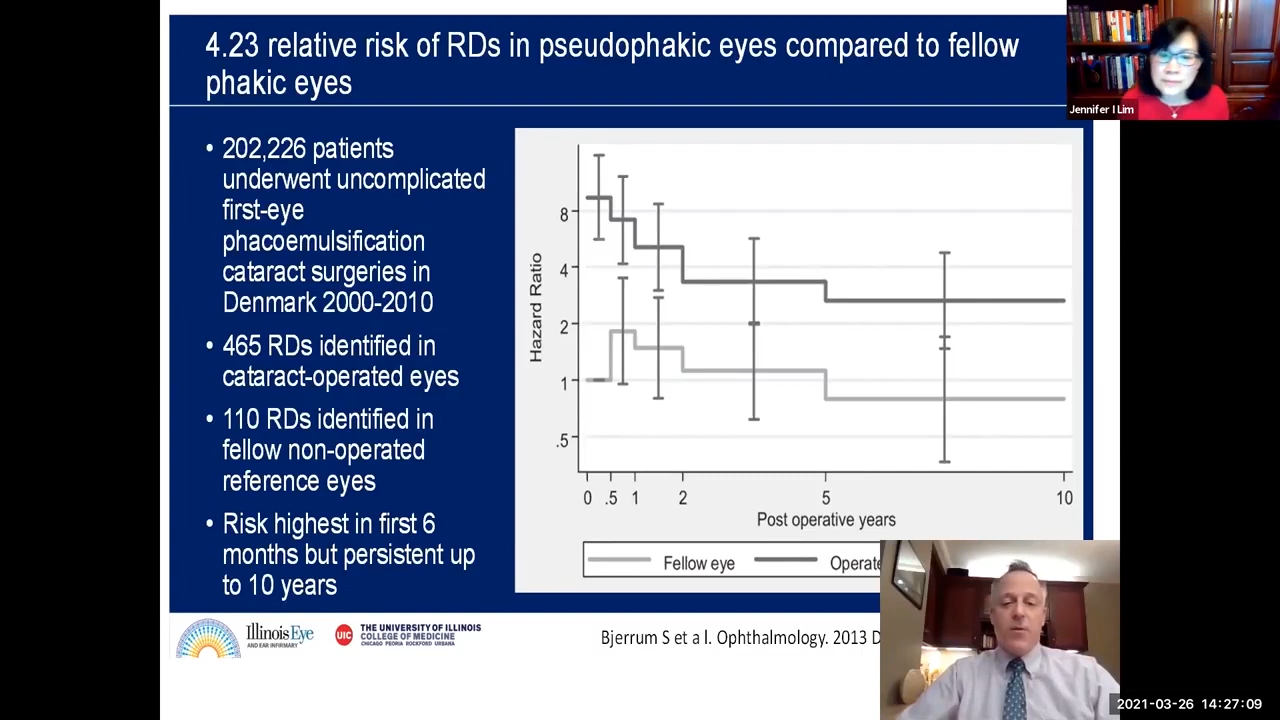 4.23 relative risk of RDs in pseudophakic eyes compared to fellow
phakic eyes
Jennifer I Lim
• 202,226 patients
underwent uncomplicated
first-eye
phacoemulsification
cataract surgeries in
Denmark 2000-2010
• 465 RDs identified in
cataract-operated eyes
• 110 RDs identified in
fellow non-operated
reference eyes
• Risk highest in first 6
months but persistent up
to 10 years
Hazard Ratio
8
4
2
1
.5
0 .5 1 2 5 10
Post operative years
Fellow eye Operate
Illinois Eye
AND EAR INFIRMARY
UIC
THE UNIVERSITY OF ILLINOIS
COLLEGE OF MEDICINE
CHICAGO PEORIA ROCKFORD URBANA
Bjerrum S et a l. Ophthalmology. 2013 D
2021-03-26 14:27:09